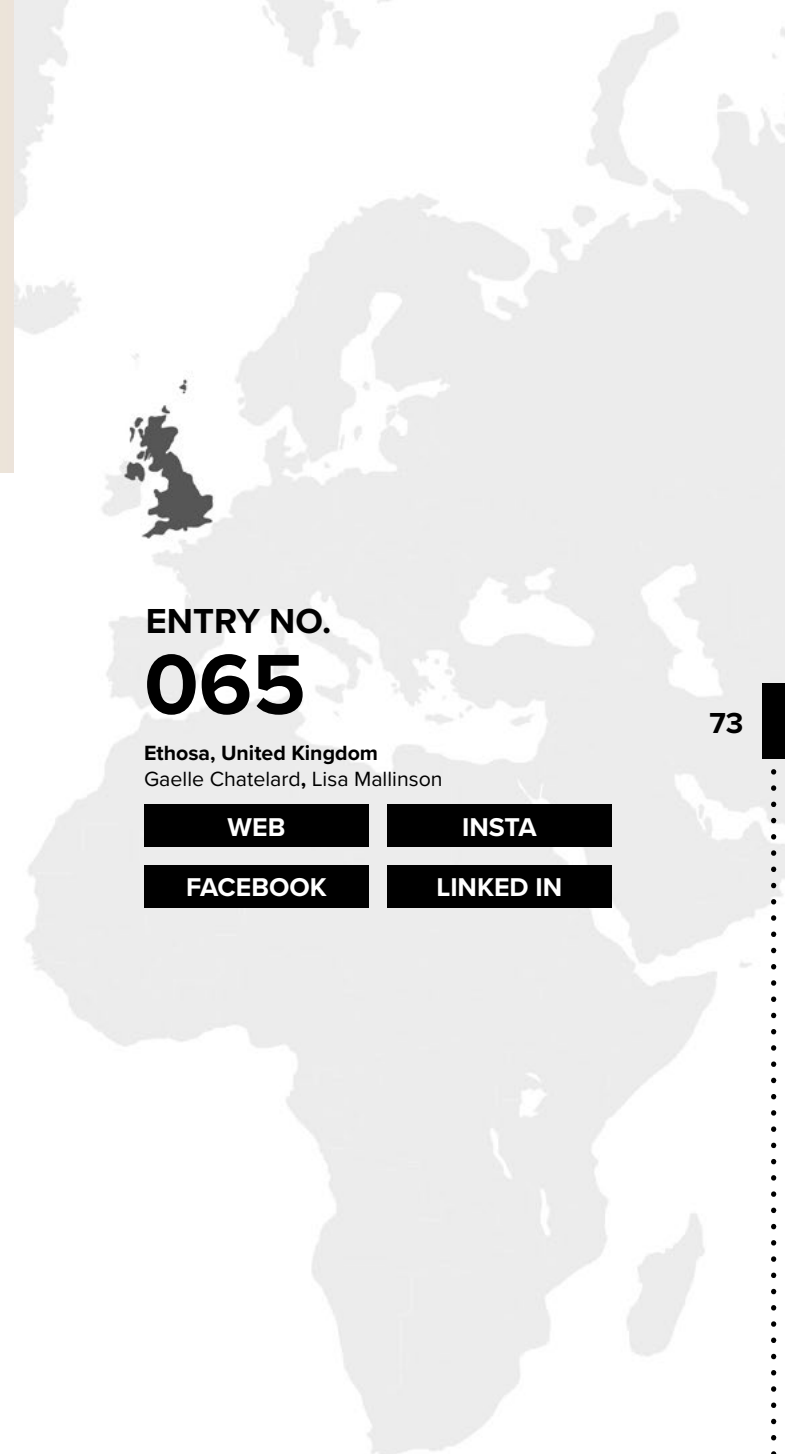 ENTRY NO.
065
73
Ethosa, United Kingdom
Gaelle Chatelard, Lisa Mallinson
WEB
INSTA
FACEBOOK
LINKED IN